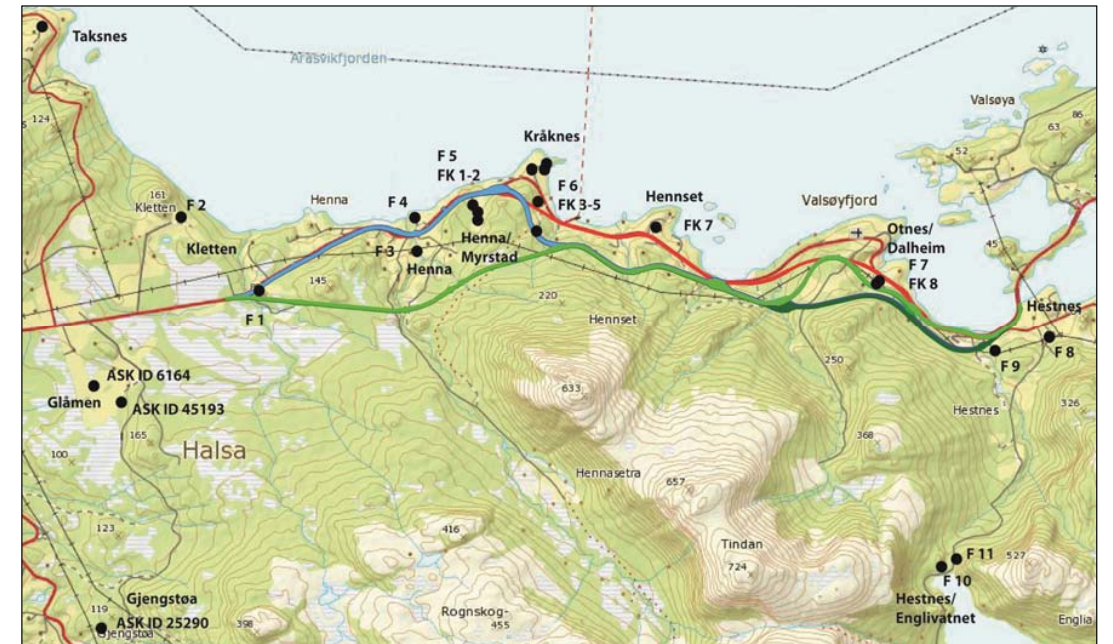 Taksnes
Arasvikfjorden
124
Valsøya
86
63
52
Kråknes
F 5
FK 1-2
161
Kletten
F 2
Henna
F 4
F 6
FK 3-5
Hennset
FK 7
Valsøyfjord
Otnes/
Dalheim
F 7
FK 8
Kletten
F 3
Henna
Henna/
Myrstad
45
145
220
F 1
Hennset
Hestnes
F 8
F 9
250
ASK ID 6164
Glåmen
ASK ID 45193
633
Hestnes
326
165
Halsa
100
368
Hennasetra
657
123
416
Tindan
724
F 11
527
F 10
Gjengstøa
119
ASK ID 25290
Gjengstøa
398
Rognskog-
455
Hestnes/
Englivatnet
Englia